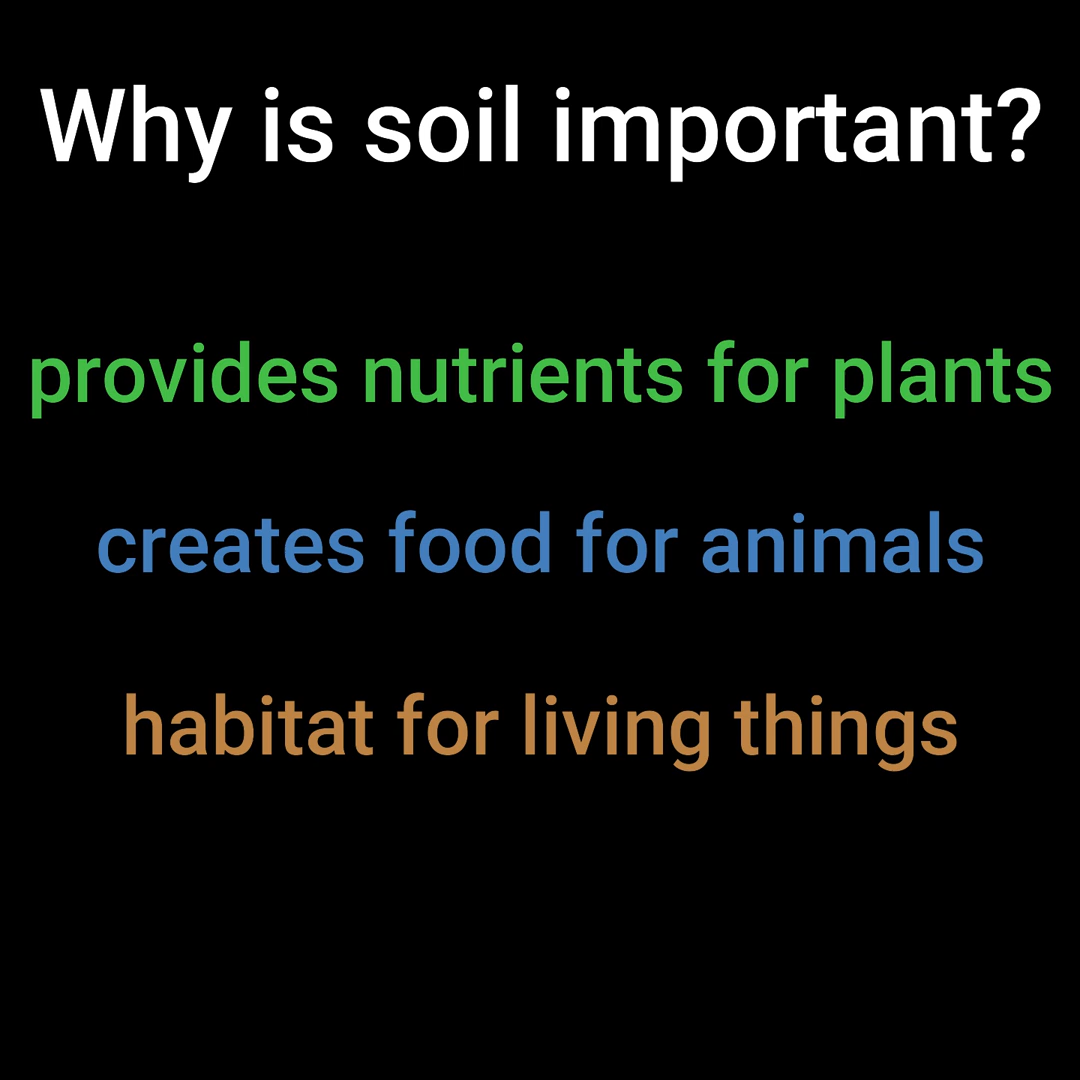 Why is soil important?
provides nutrients for plants
creates food for animals
habitat for living things